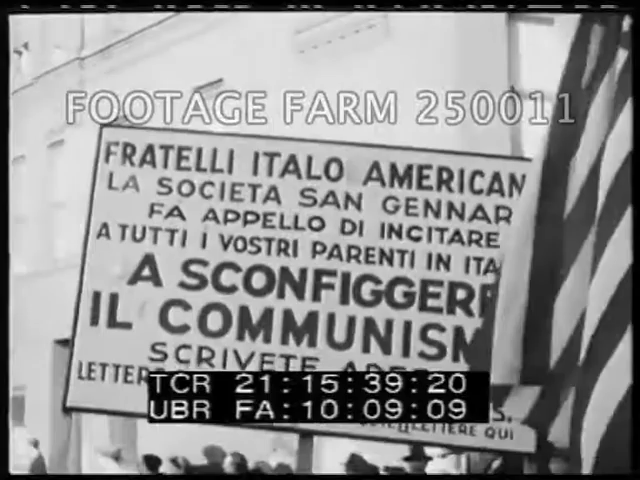 FOOTAGE FARM 250011
FRATELLI ITALO AMERICAN
LA SOCIETA SAN GENNAR
FA APPELLO DI INCITARE
A TUTTI I VOSTRI PARENTI IN ITA
A SCONFIGGERE
IL COMMUNISM
SCRIVETE
LETTER
QUI
TCR 21:15:39:20
UBR FA:10:09:09